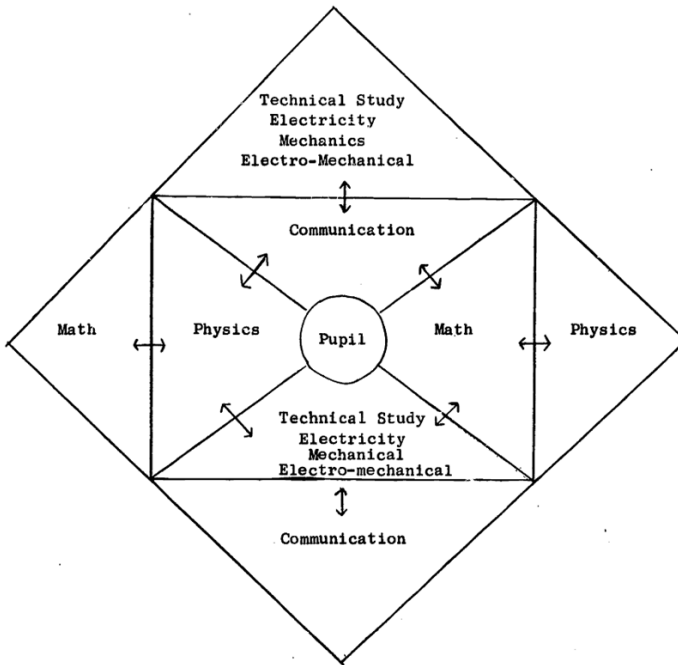 Technical Study
Electricity
Mechanics
Electro-Mechanical
Communication
Math
Physics
Pupil
Math
Physics
Technical Study
Electricity
Mechanical
Electro-mechanical
Communication